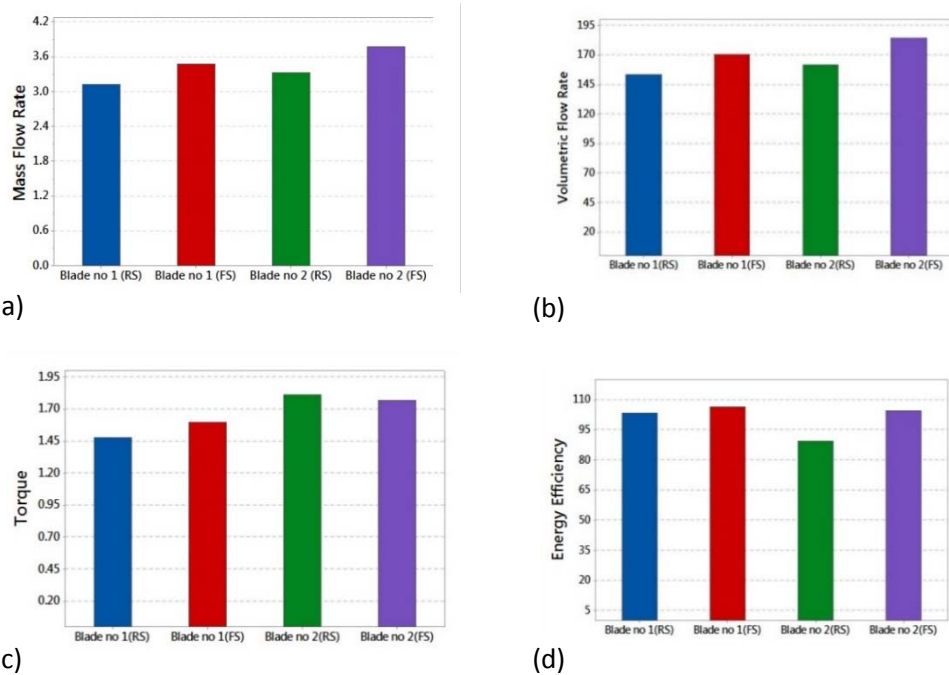 4.2
3.6
3.0
2.4
1.8
1.2
0.6
0.0
Mass Flow Rate
Blade no 1 (RS) Blade no 1 (FS) Blade no 2 (RS) Blade no 2 (FS)
a)
195
170
145
120
95
70
45
20
Volumetric Flow Rate
Blade no 1(RS) Blade no 1(FS) Blade no 2(RS) Blade no 2(FS)
(b)
1.95
1.70
1.45
1.20
0.95
0.70
0.45
0.20
Torque
Blade no 1(RS) Blade no 1(FS) Blade no 2(RS) Blade no 2(FS)
c)
110
95
80
65
50
35
20
5
Energy Efficiency
Blade no 1(RS) Blade no 1(FS) Blade no 2(RS) Blade no 2(FS)
(d)